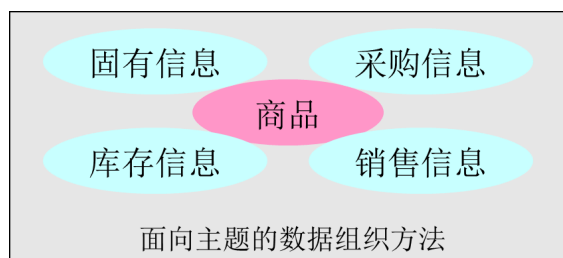 固有信息
采购信息
商品
库存信息
销售信息
面向主题的数据组织方法